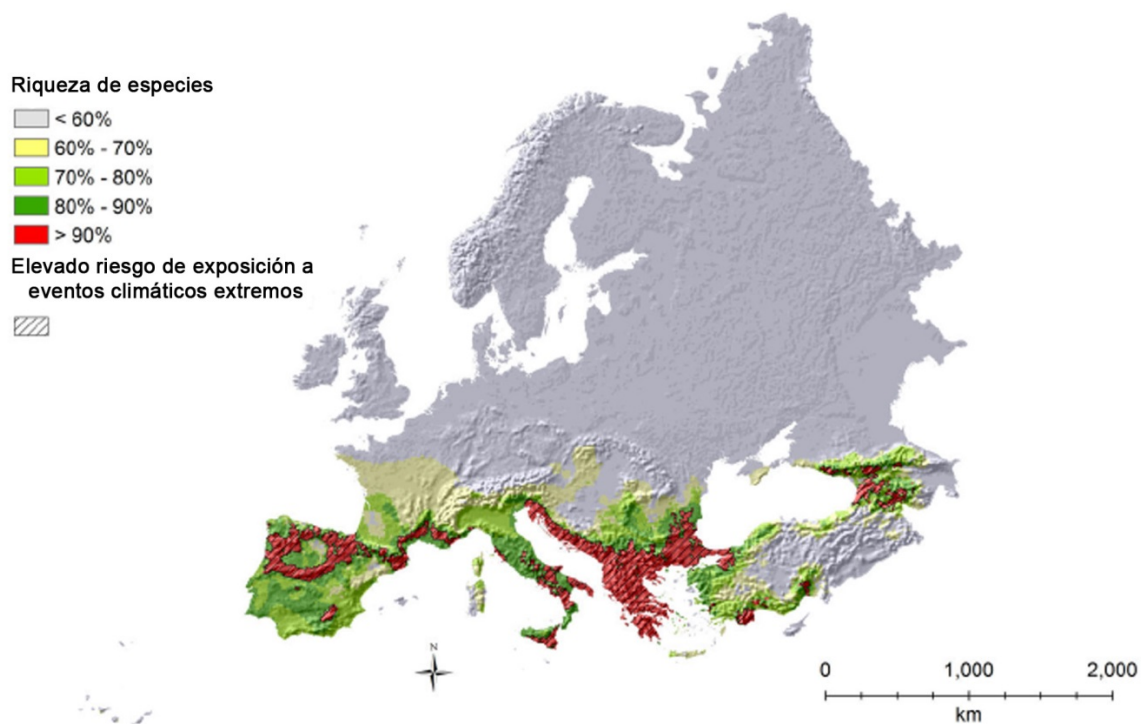 Riqueza de especies
< 60%
60% - 70%
70% - 80%
80% - 90%
> 90%
Elevado riesgo de exposición a
eventos climáticos extremos
N
0 1,000 2,000
km